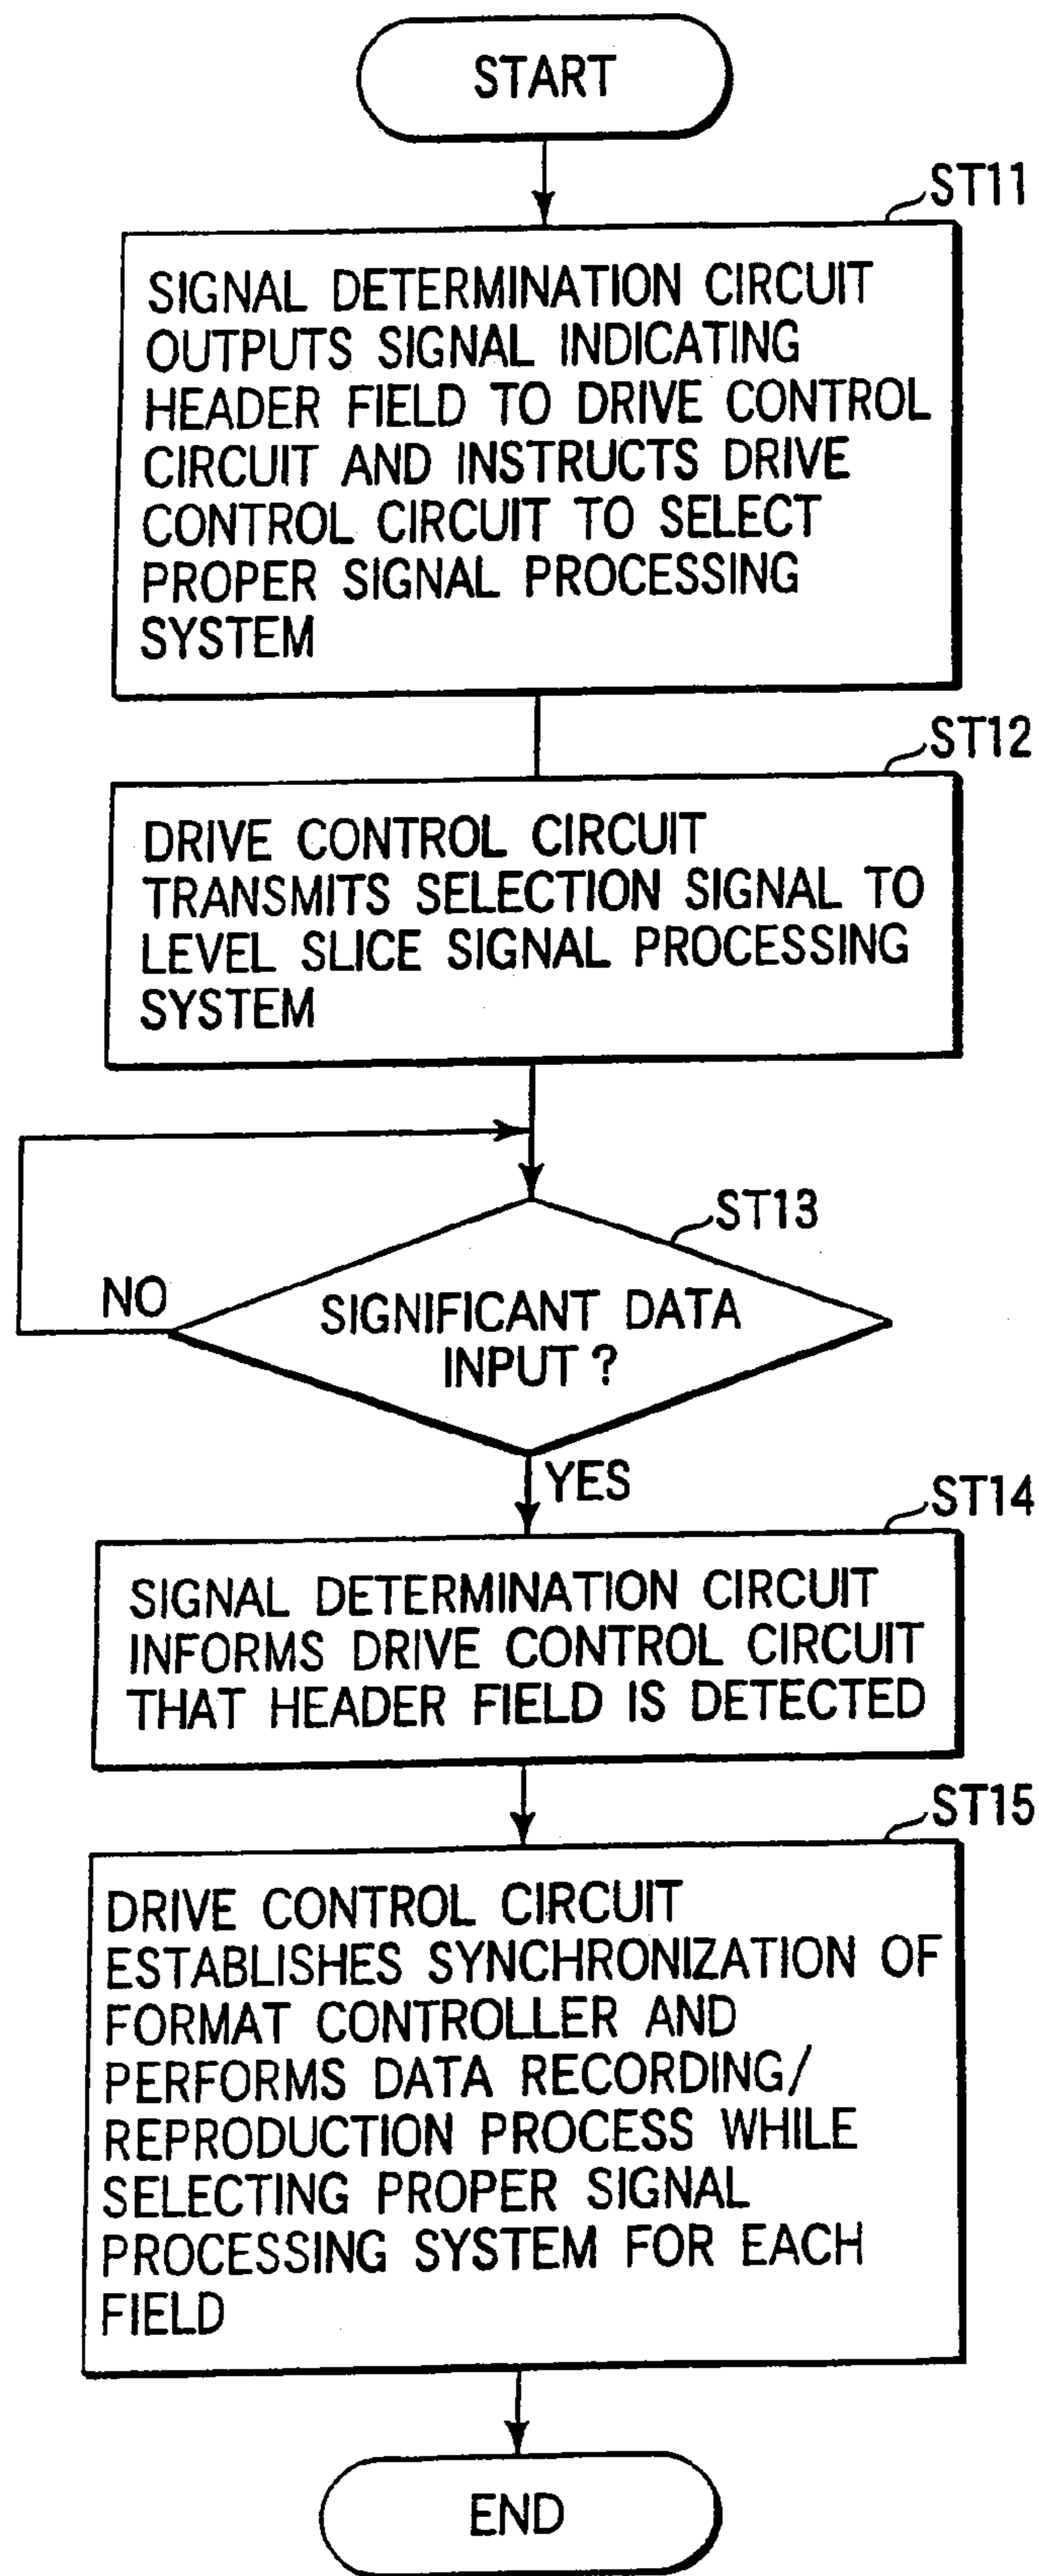 START
ST11
SIGNAL DETERMINATION CIRCUIT
OUTPUTS SIGNAL INDICATING
HEADER FIELD TO DRIVE CONTROL
CIRCUIT AND INSTRUCTS DRIVE
CONTROL CIRCUIT TO SELECT
PROPER SIGNAL PROCESSING
SYSTEM
ST12
DRIVE CONTROL CIRCUIT
TRANSMITS SELECTION SIGNAL TO
LEVEL SLICE SIGNAL PROCESSING
SYSTEM
ST13
NO
SIGNIFICANT DATA
INPUT ?
YES
ST14
SIGNAL DETERMINATION CIRCUIT
INFORMS DRIVE CONTROL CIRCUIT
THAT HEADER FIELD IS DETECTED
ST15
DRIVE CONTROL CIRCUIT
ESTABLISHES SYNCHRONIZATION OF
FORMAT CONTROLLER AND
PERFORMS DATA RECORDING/
REPRODUCTION PROCESS WHILE
SELECTING PROPER SIGNAL
PROCESSING SYSTEM FOR EACH
FIELD
END